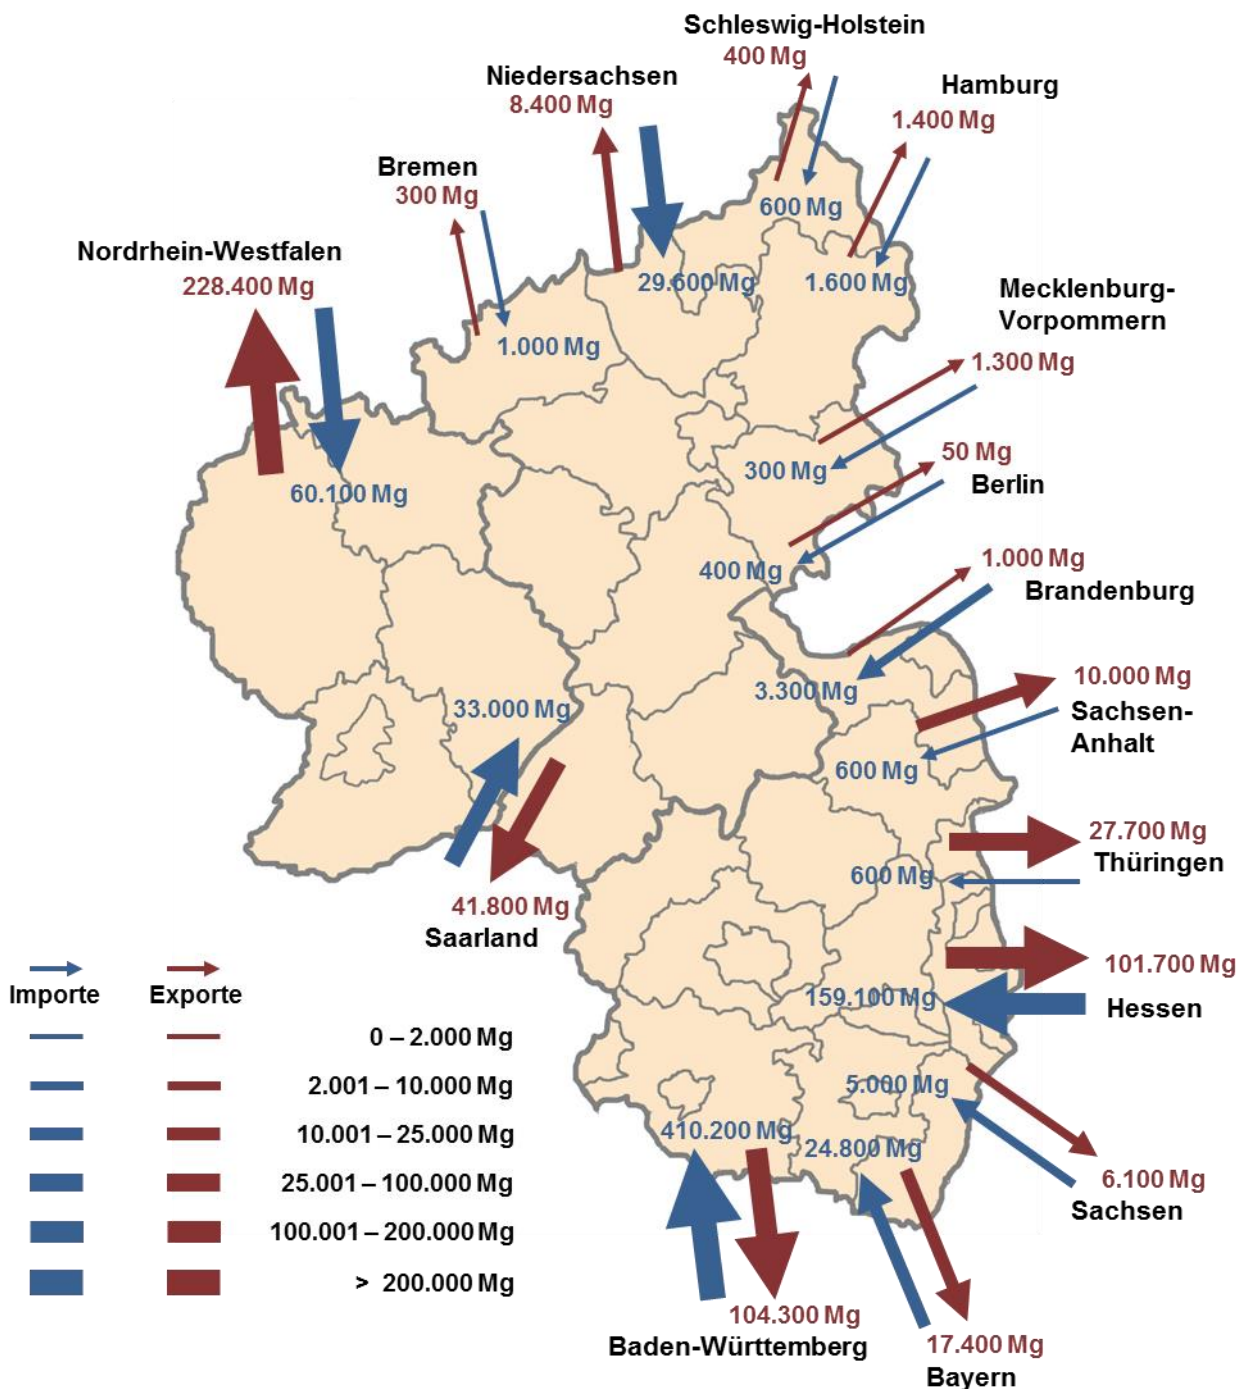 Schleswig-Holstein
400 Mg
600 Mg
Niedersachsen
8.400 Mg
29.600 Mg
Hamburg
1.400 Mg
1.600 Mg
Bremen
300 Mg
1.000 Mg
Nordrhein-Westfalen
228.400 Mg
60.100 Mg
Mecklenburg-
Vorpommern
1.300 Mg
300 Mg
50 Mg
Berlin
400 Mg
1.000 Mg
Brandenburg
3.300 Mg
10.000 Mg
Sachsen-
Anhalt
600 Mg
33.000 Mg
41.800 Mg
Saarland
27.700 Mg
Thüringen
600 Mg
101.700 Mg
Hessen
159.100 Mg
5.000 Mg
6.100 Mg
Sachsen
410.200 Mg
104.300 Mg
Baden-Württemberg
24.800 Mg
17.400 Mg
Bayern
Importe Exporte
0 – 2.000 Mg
2.001 – 10.000 Mg
10.001 – 25.000 Mg
25.001 – 100.000 Mg
100.001 – 200.000 Mg
> 200.000 Mg